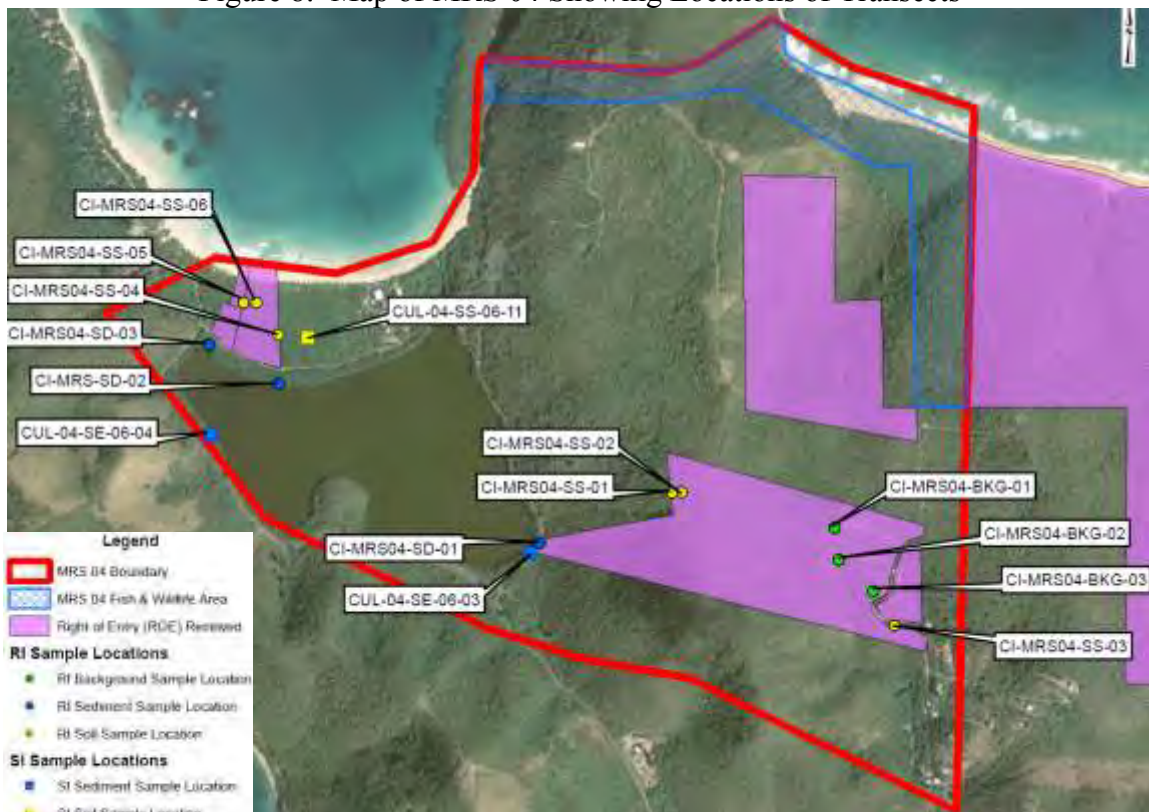 Figure 6. Map of MRS 04 Showing Locations of Transects
CI-MRS04-SS-06
CI-MRS04-SS-05
CI-MRS04-SS-04
CUL-04-SS-06-11
CI-MRS04-SD-03
CI-MRS-SD-02
CUL-04-SE-06-04
CI-MRS04-SS-02
CI-MRS04-SS-01
CI-MRS04-BKG-01
CI-MRS04-SD-01
CI-MRS04-BKG-02
CUL-04-SE-06-03
CI-MRS04-BKG-03
CI-MRS04-SS-03
Legend
MRS 04 Boundary
MRS 04 Fish & Wildlife Area
Right of Entry (ROE) Received
RI Sample Locations
RI Background Sample Location
RI Sediment Sample Location
RI Soil Sample Location
SI Sample Locations
SI Sediment Sample Location
SI Soil Sample Location